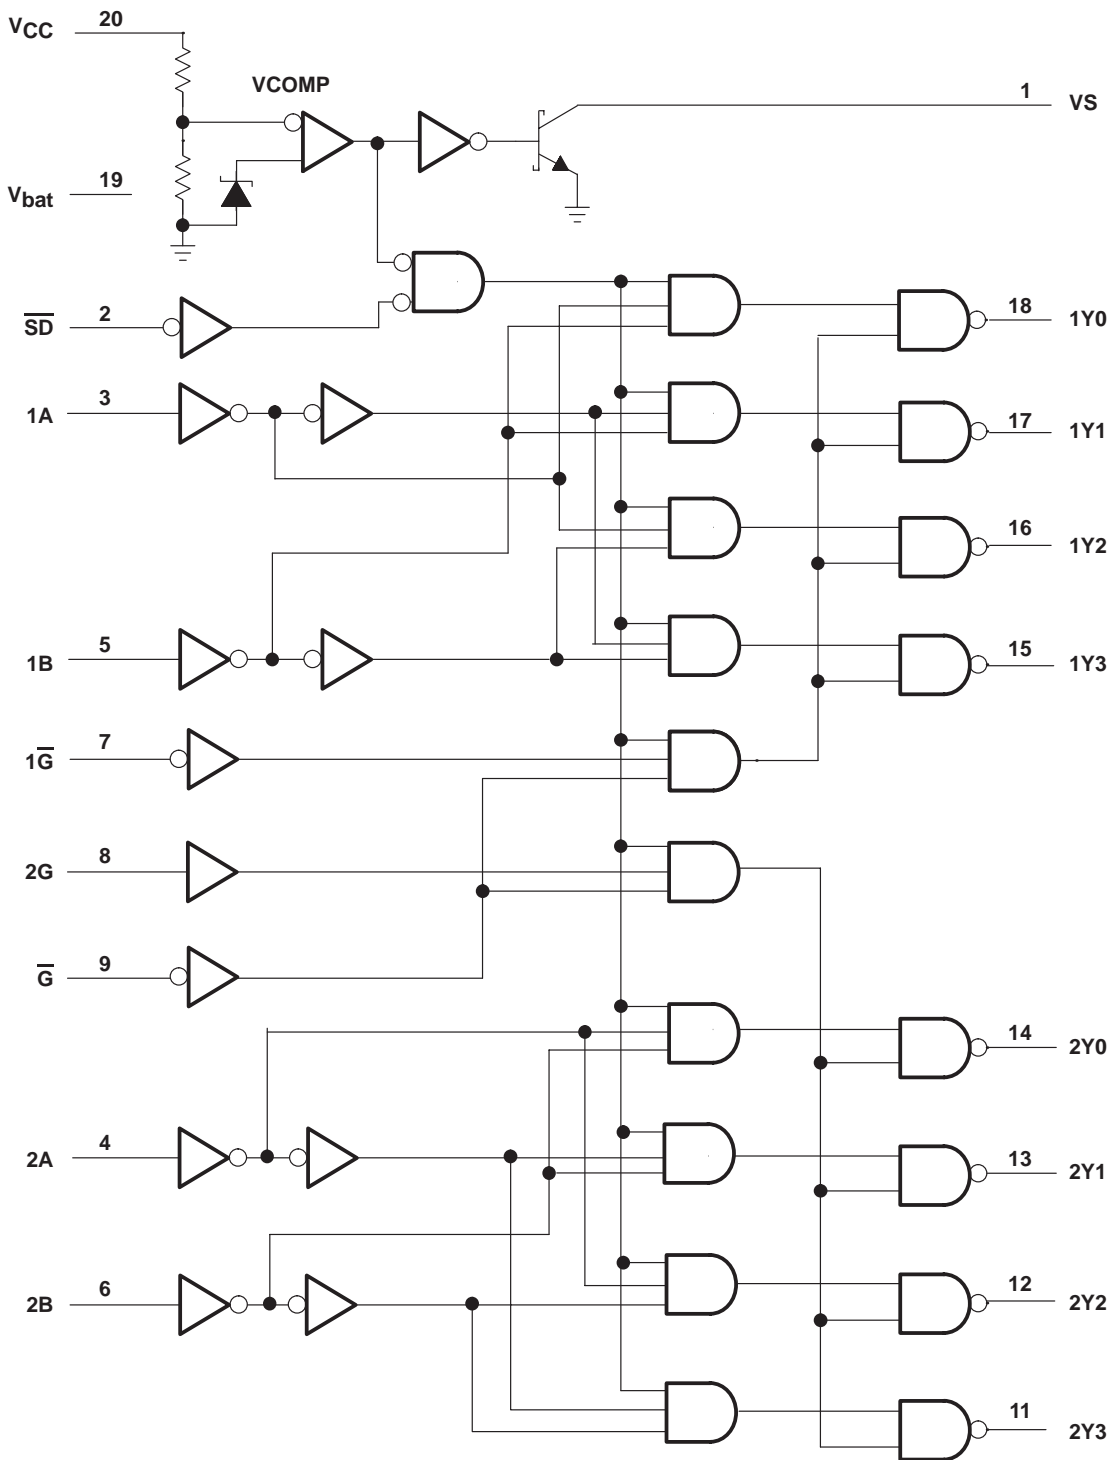 VCC 20
VCOMP
1 VS
Vbat 19
S̅D̅ 2
18 1Y0
1A 3
17 1Y1
16 1Y2
1B 5
15 1Y3
1G̅ 7
2G 8
G̅ 9
14 2Y0
2A 4
13 2Y1
2B 6
12 2Y2
11 2Y3